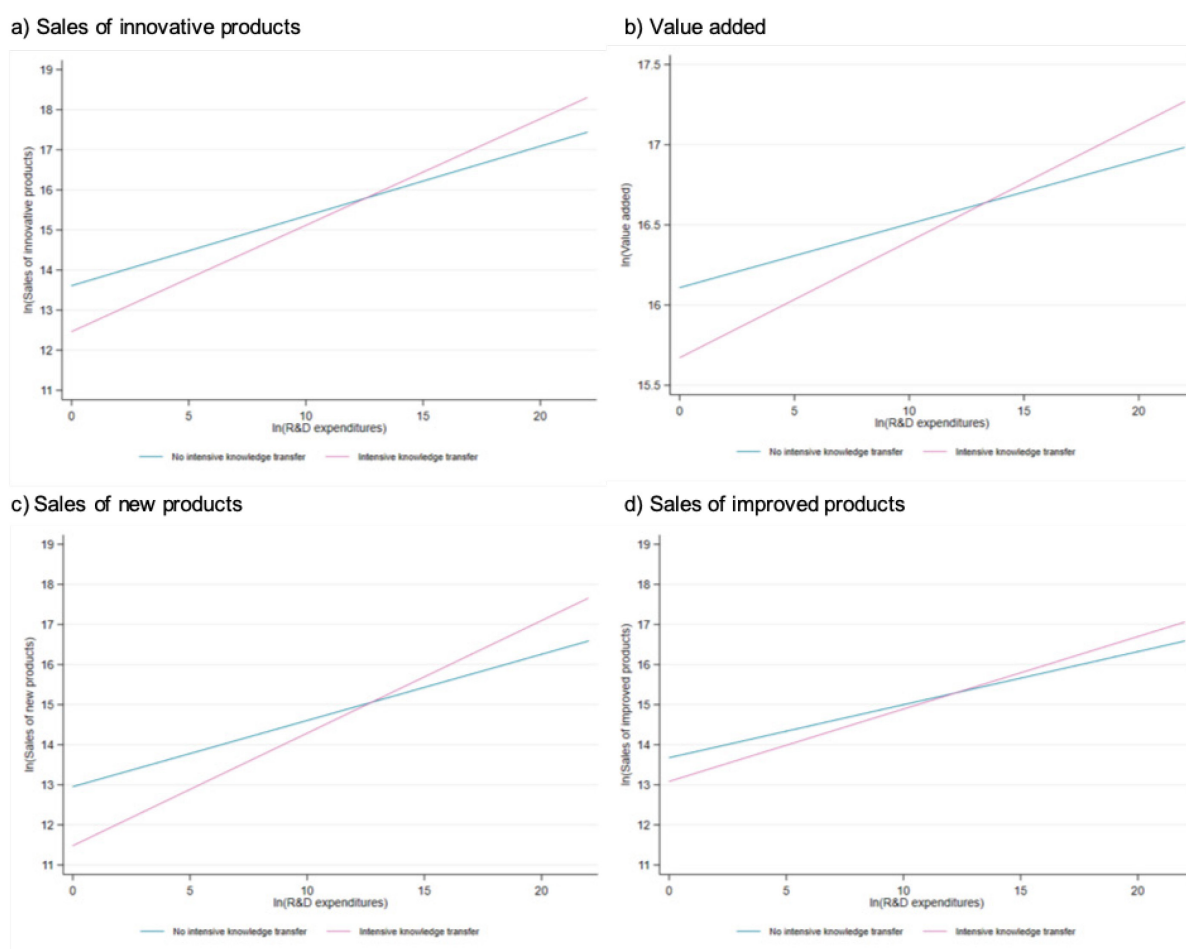 a) Sales of innovative products
19
18
17
16
15
14
13
12
11
ln(Sales of innovative products)
0 5 10 15 20
ln(R&D expenditures)
No intensive knowledge transfer Intensive knowledge transfer
b) Value added
17.5
17
16.5
16
15.5
ln(Value added)
0 5 10 15 20
ln(R&D expenditures)
No intensive knowledge transfer Intensive knowledge transfer
c) Sales of new products
19
18
17
16
15
14
13
12
11
ln(Sales of new products)
0 5 10 15 20
ln(R&D expenditures)
No intensive knowledge transfer Intensive knowledge transfer
d) Sales of improved products
19
18
17
16
15
14
13
12
11
ln(Sales of improved products)
0 5 10 15 20
ln(R&D expenditures)
No intensive knowledge transfer Intensive knowledge transfer